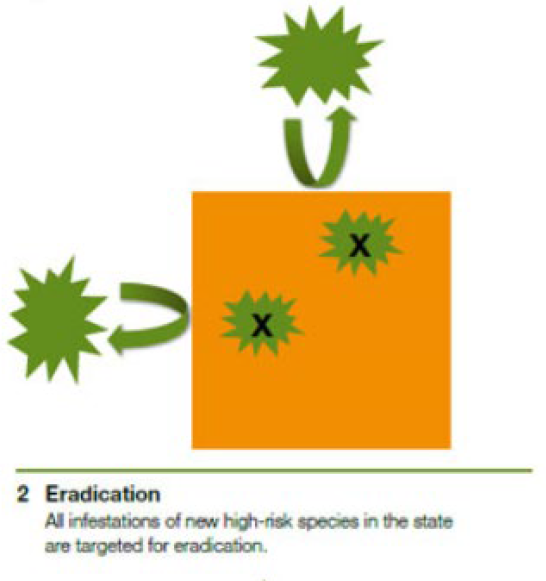 X
X
2 Eradication
All infestations of new high-risk species in the state
are targeted for eradication.